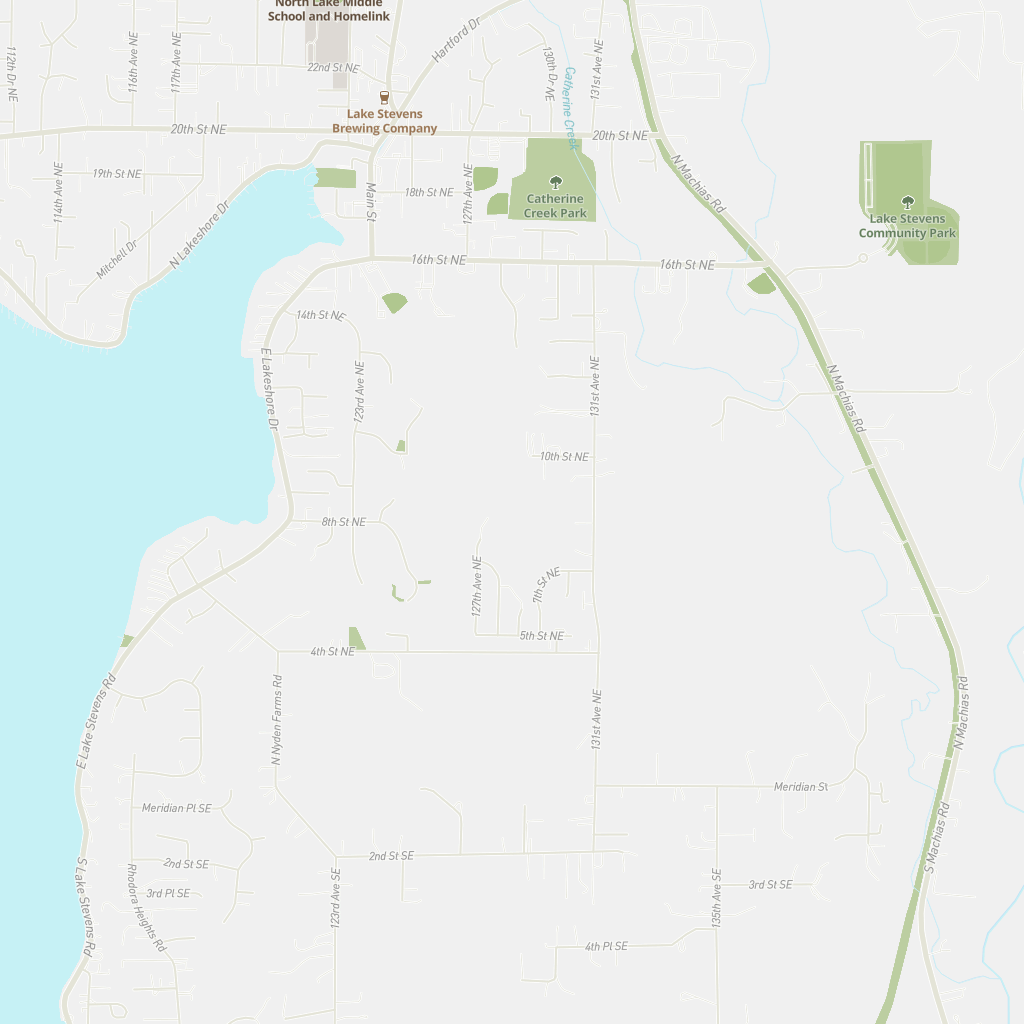 North Lake Middle
School and Homelink
Hartford Dr
112th Dr NE
116th Ave NE
117th Ave NE
22nd St NE
130th Dr NE
131st Ave NE
Catherine Creek
Lake Stevens
Brewing Company
20th St NE
20th St NE
19th St NE
114th Ave NE
18th St NE
127th Ave NE
Main St
Catherine
Creek Park
N Machias Rd
Lake Stevens
Community Park
N Lakeshore Dr
Mitchell Dr
16th St NE
16th St NE
14th St NE
E Lakeshore Dr
123rd Ave NE
131st Ave NE
N Machias Rd
10th St NE
8th St NE
127th Ave NE
7th St NE
5th St NE
4th St NE
N Nyden Farms Rd
E Lake Stevens Rd
131st Ave NE
N Machias Rd
Meridian St
Meridian Pl SE
S Machias Rd
2nd St SE
2nd St SE
3rd St SE
3rd Pl SE
S Lake Stevens Rd
Rhodora Heights Rd
123rd Ave SE
135th Ave SE
4th Pl SE